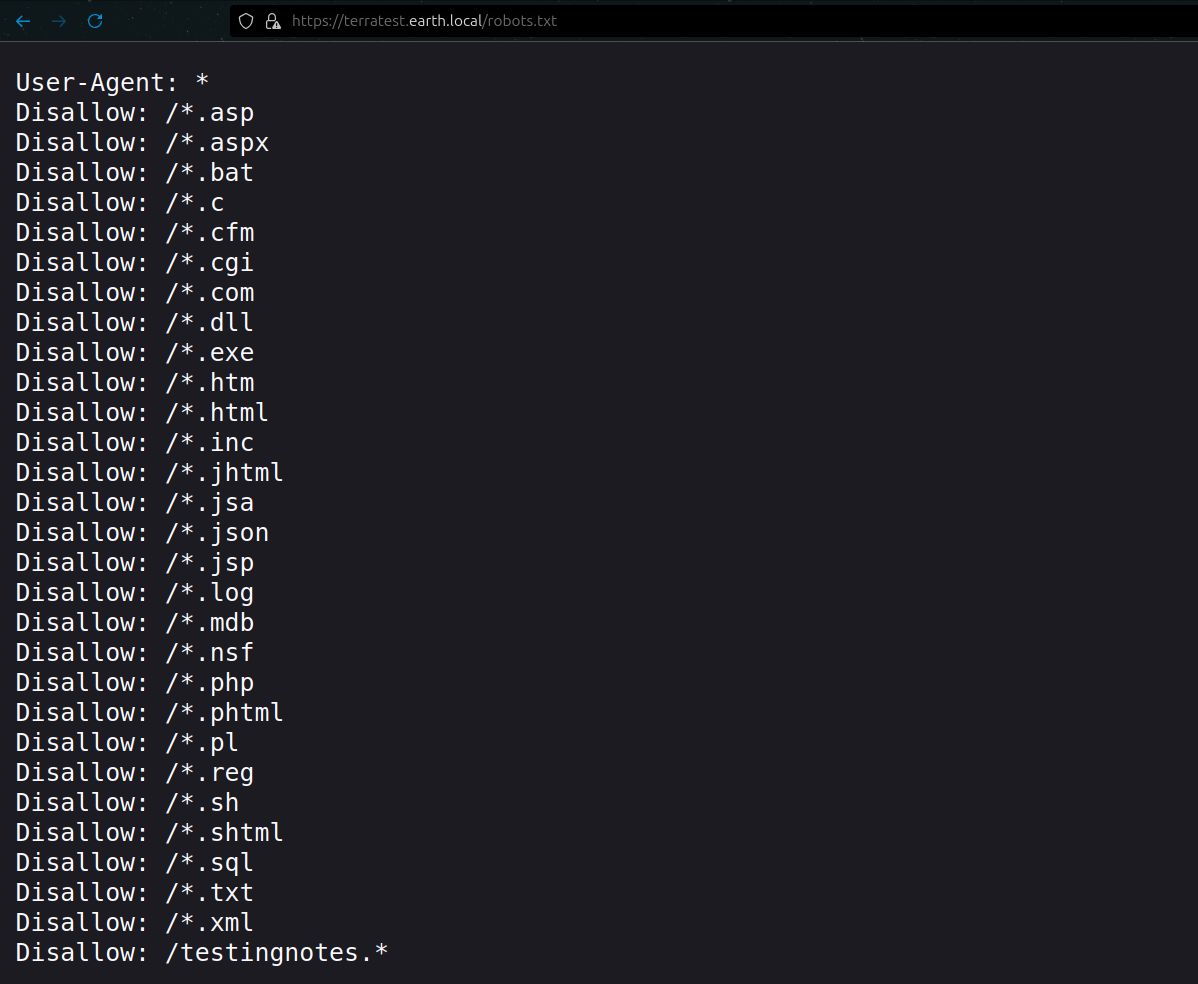 https://terratest.earth.local/robots.txt
User-Agent: *
Disallow: /*.asp
Disallow: /*.aspx
Disallow: /*.bat
Disallow: /*.c
Disallow: /*.cfm
Disallow: /*.cgi
Disallow: /*.com
Disallow: /*.dll
Disallow: /*.exe
Disallow: /*.htm
Disallow: /*.html
Disallow: /*.inc
Disallow: /*.jhtml
Disallow: /*.jsa
Disallow: /*.json
Disallow: /*.jsp
Disallow: /*.log
Disallow: /*.mdb
Disallow: /*.nsf
Disallow: /*.php
Disallow: /*.phtml
Disallow: /*.pl
Disallow: /*.reg
Disallow: /*.sh
Disallow: /*.shtml
Disallow: /*.sql
Disallow: /*.txt
Disallow: /*.xml
Disallow: /testingnotes.*